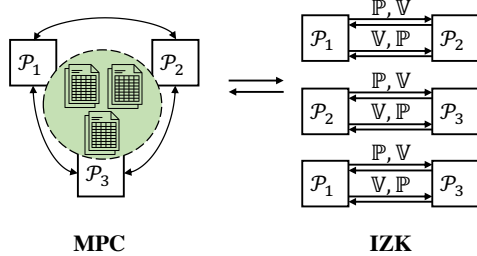 𝒫1 𝒫2
𝒫3
MPC
ℙ, 𝕍
𝒫1 𝕍, ℙ 𝒫2
ℙ, 𝕍
𝒫2 𝕍, ℙ 𝒫3
ℙ, 𝕍
𝒫1 𝕍, ℙ 𝒫3
IZK